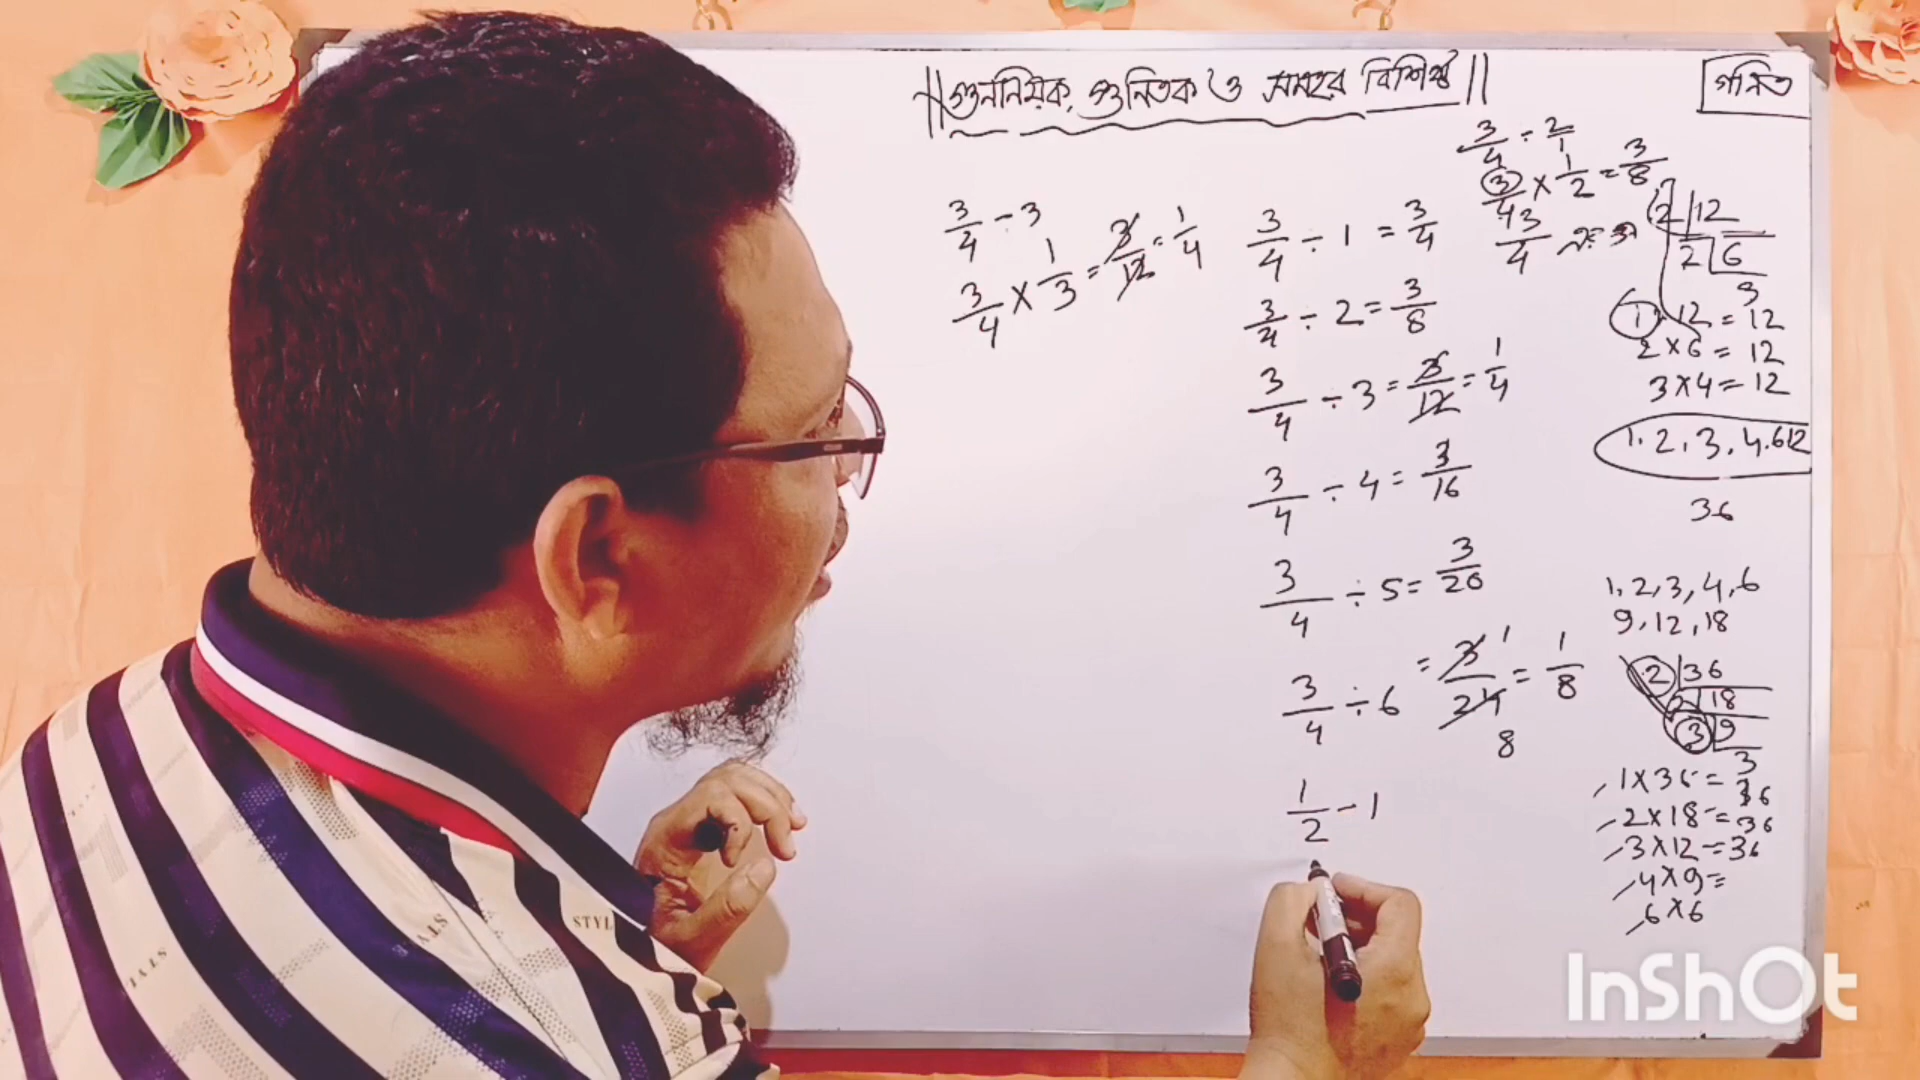 গুননিয়ক, গুনিতক ও সমহর বিশিষ্ট
গনিত
3/4 ÷ 3
3/4 × 1/3 = 3/12 = 1/4
3/4 ÷ 1 = 3/4
3/4 ÷ 2 = 3/8
3/4 ÷ 3 = 3/12 = 1/4
3/4 ÷ 4 = 3/16
3/4 ÷ 5 = 3/20
3/4 ÷ 6 = 3/24 = 1/8
1
8
1/2 - 1
3/4 ÷ 2/1
3/4 × 1/2 = 3/8
2 | 12
2 | 6
3
1 × 12 = 12
2 × 6 = 12
3 × 4 = 12
1, 2, 3, 4, 6 12
36
1, 2, 3, 4, 6
9, 12, 18
2 | 36
2 | 18
3 | 9
3
1 × 36 = 36
2 × 18 = 36
3 × 12 = 36
4 × 9 =
6 × 6
STYL
InShOt